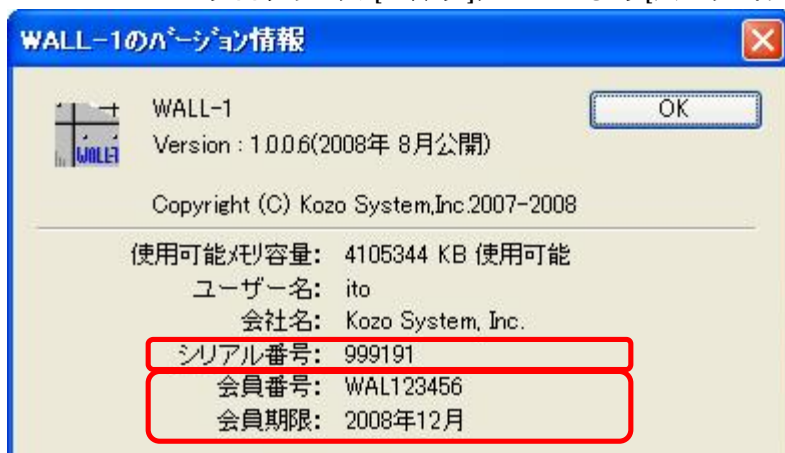 WALL-1のバージョン情報
WALL-1
OK
Version : 1.0.0.6(2008年 8月公開)
Copyright (C) Kozo System,Inc.2007-2008
使用可能メモリ容量: 4105344 KB 使用可能
ユーザー名: ito
会社名: Kozo System, Inc.
シリアル番号: 999191
会員番号: WAL123456
会員期限: 2008年12月